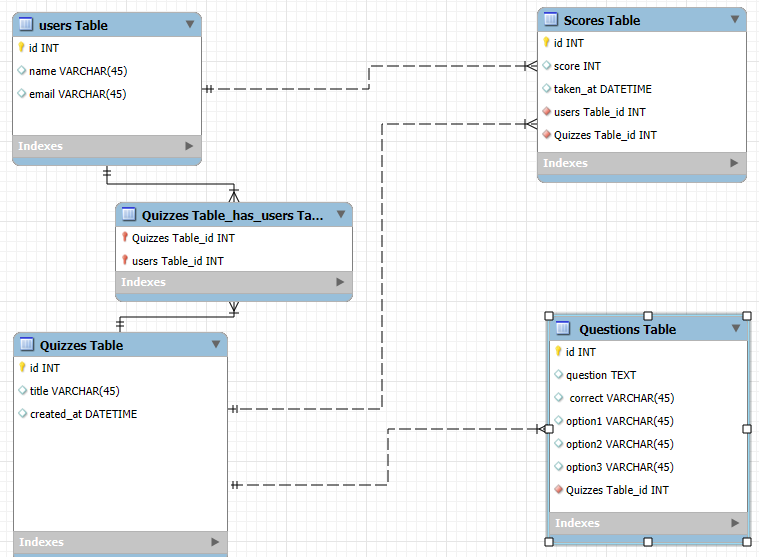 users Table
id INT
name VARCHAR(45)
email VARCHAR(45)
Indexes
Scores Table
id INT
score INT
taken_at DATETIME
users Table_id INT
Quizzes Table_id INT
Indexes
Quizzes Table_has_users Ta...
Quizzes Table_id INT
users Table_id INT
Indexes
Quizzes Table
id INT
title VARCHAR(45)
created_at DATETIME
Indexes
Questions Table
id INT
question TEXT
correct VARCHAR(45)
option1 VARCHAR(45)
option2 VARCHAR(45)
option3 VARCHAR(45)
Quizzes Table_id INT
Indexes